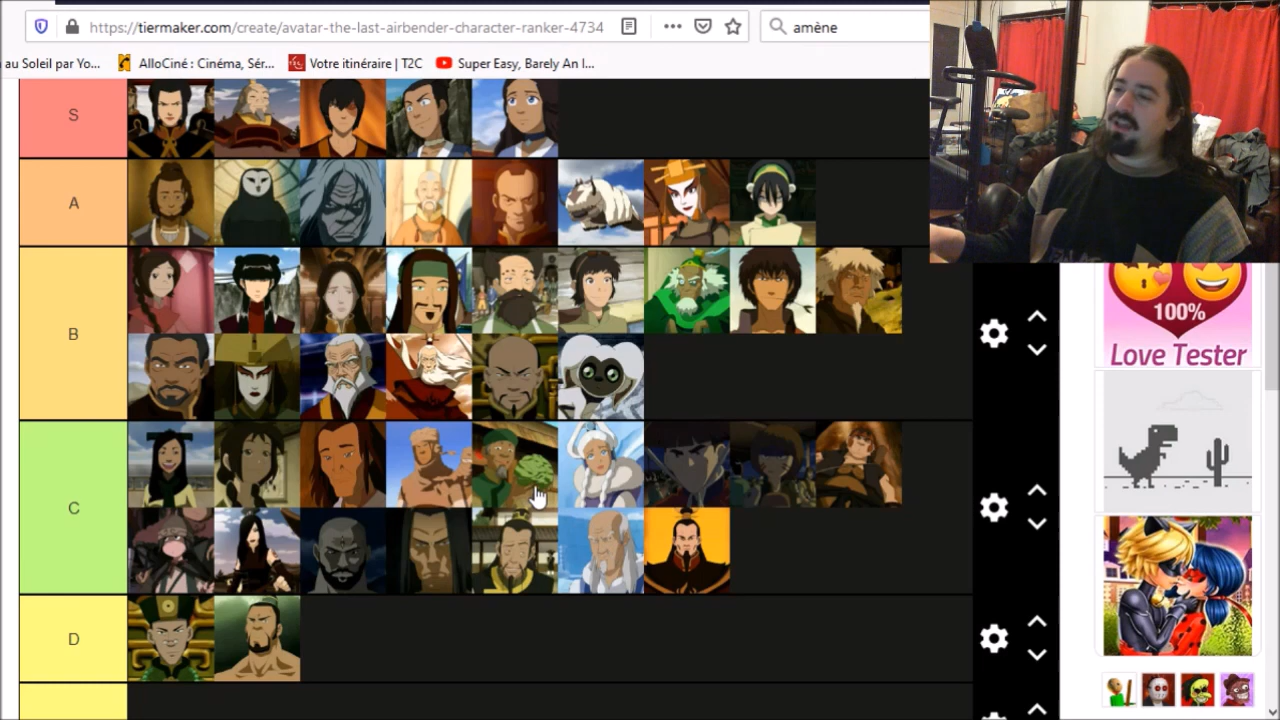 https://tiermaker.com/create/avatar-the-last-airbender-character-ranker-4734
amène
au Soleil par Yo...
AlloCiné : Cinéma, Sér...
Votre itinéraire | T2C
Super Easy, Barely An I...
S
A
B
C
D
100%
Love Tester